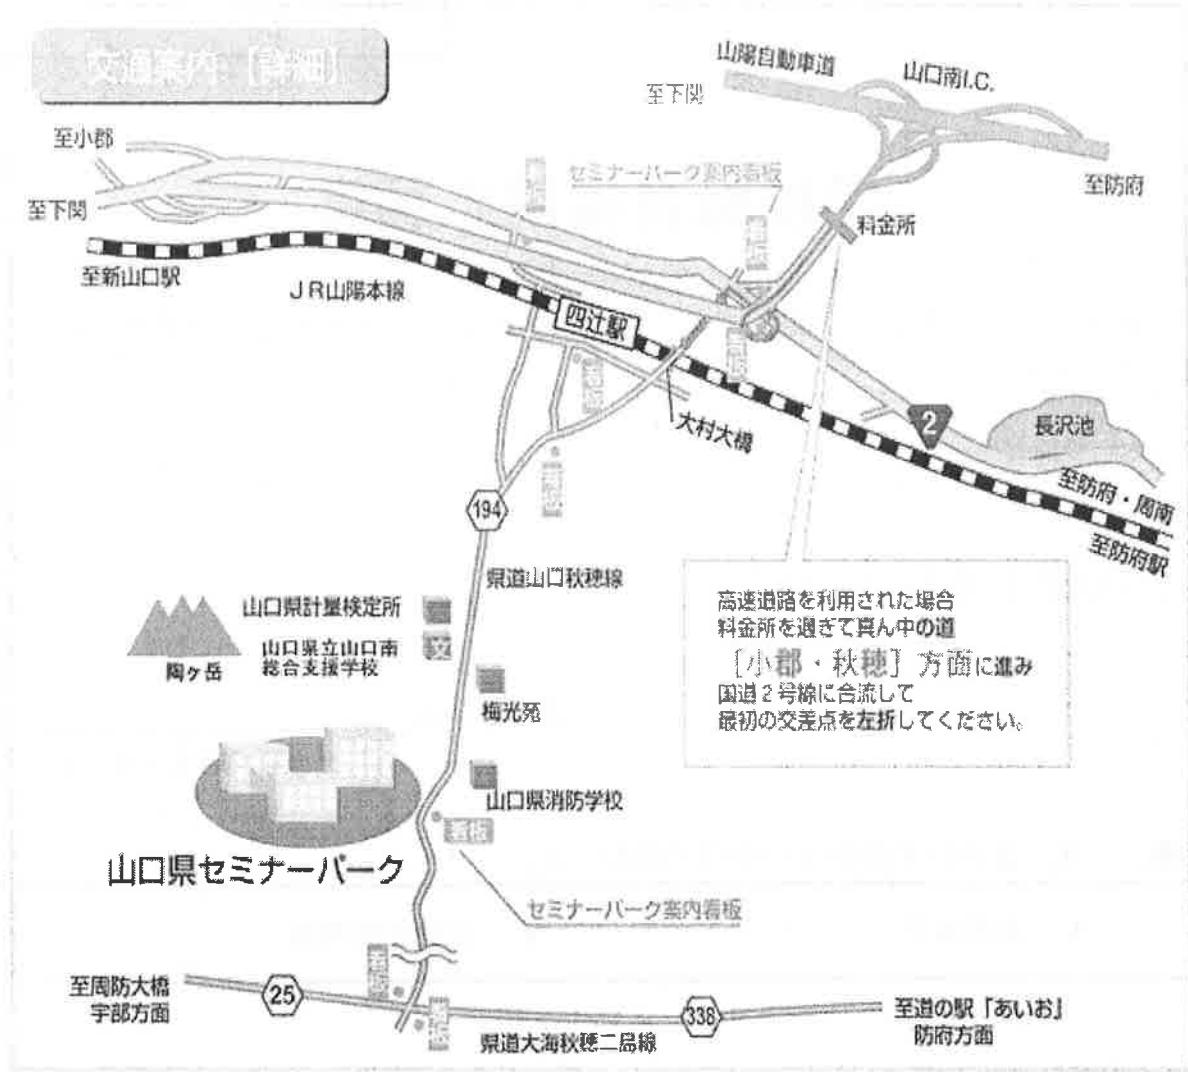 交通案内［詳細］
山陽自動車道
山口南I.C.
至下関
至小郡
セミナーパーク案内看板
至防府
至下関
料金所
至新山口駅
JR山陽本線
四辻駅
2
長沢池
大村大橋
至防府・周南
194
至防府駅
県道山口秋穂線
高速道路を利用された場合
料金所を過ぎて真ん中の道
［小郡・秋穂］方面に進み
国道2号線に合流して
最初の交差点を左折してください。
山口県計量検定所
文
山口県立山口南
総合支援学校
陶ヶ岳
梅光苑
山口県消防学校
看板
山口県セミナーパーク
セミナーパーク案内看板
至周防大橋
宇部方面
25
338
至道の駅「あいお」
防府方面
県道大海秋穂二島線